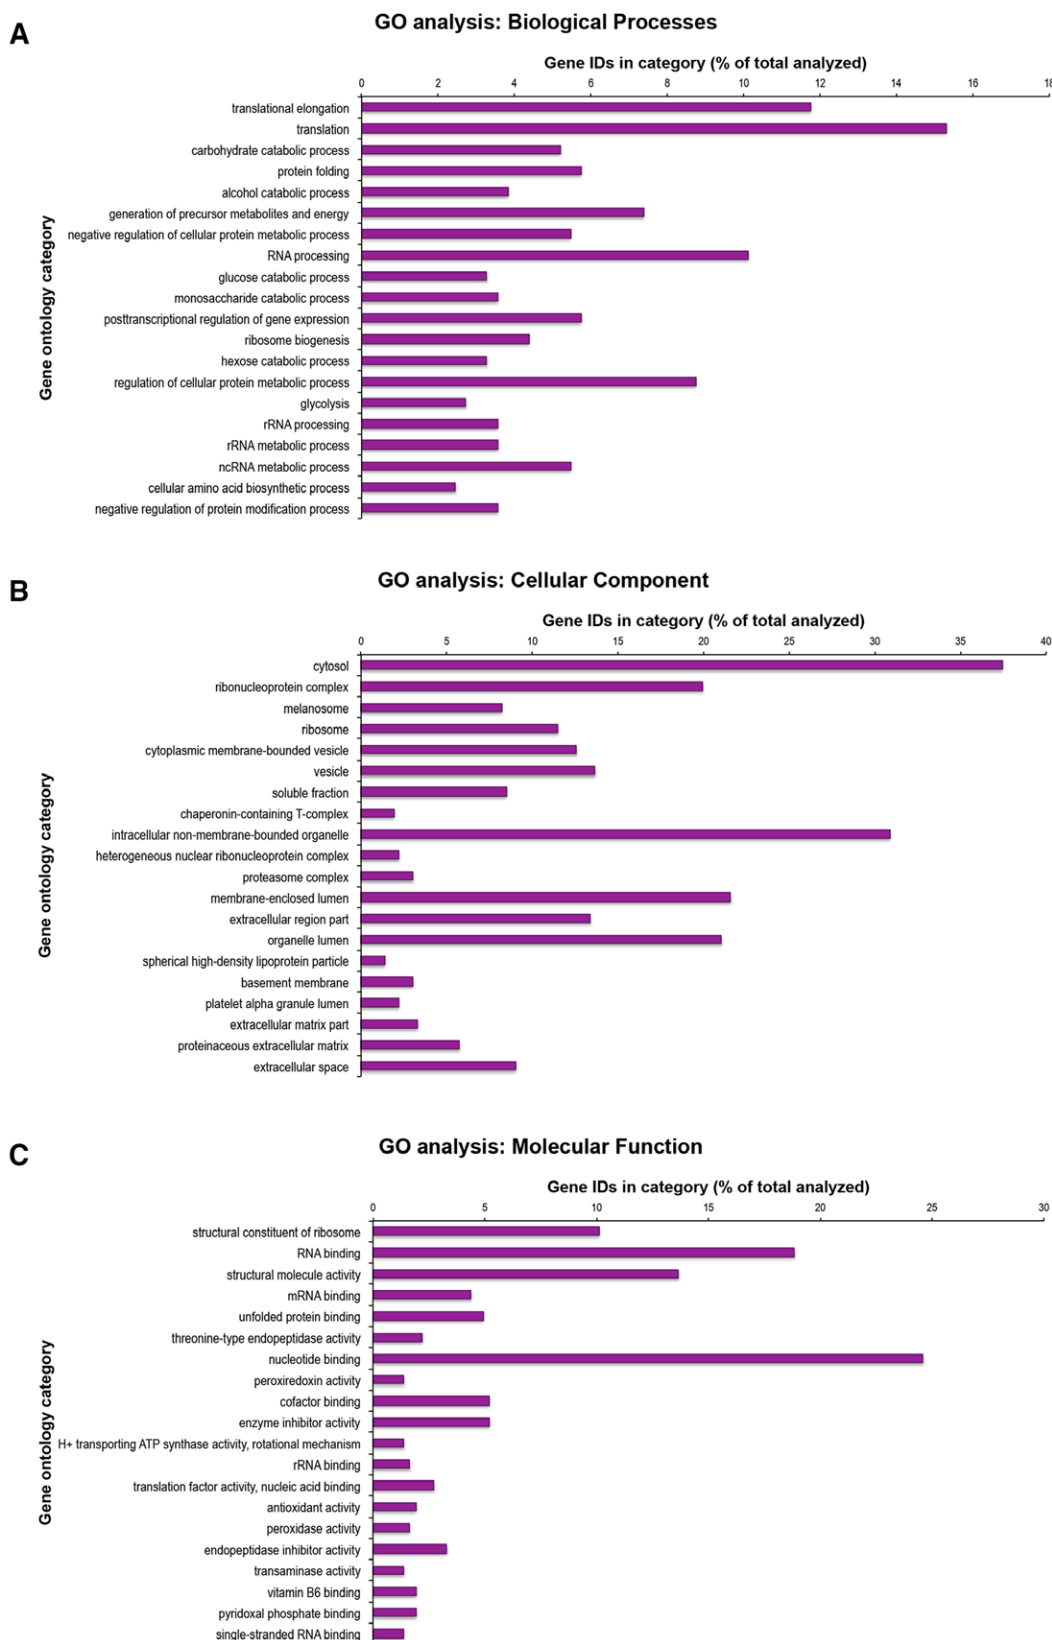 A
GO analysis: Biological Processes
Gene IDs in category (% of total analyzed)
0 2 4 6 8 10 12 14 16 18
Gene ontology category
translational elongation
translation
carbohydrate catabolic process
protein folding
alcohol catabolic process
generation of precursor metabolites and energy
negative regulation of cellular protein metabolic process
RNA processing
glucose catabolic process
monosaccharide catabolic process
posttranscriptional regulation of gene expression
ribosome biogenesis
hexose catabolic process
regulation of cellular protein metabolic process
glycolysis
rRNA processing
rRNA metabolic process
ncRNA metabolic process
cellular amino acid biosynthetic process
negative regulation of protein modification process
B
GO analysis: Cellular Component
Gene IDs in category (% of total analyzed)
0 5 10 15 20 25 30 35 40
Gene ontology category
cytosol
ribonucleoprotein complex
melanosome
ribosome
cytoplasmic membrane-bounded vesicle
vesicle
soluble fraction
chaperonin-containing T-complex
intracellular non-membrane-bounded organelle
heterogeneous nuclear ribonucleoprotein complex
proteasome complex
membrane-enclosed lumen
extracellular region part
organelle lumen
spherical high-density lipoprotein particle
basement membrane
platelet alpha granule lumen
extracellular matrix part
proteinaceous extracellular matrix
extracellular space
C
GO analysis: Molecular Function
Gene IDs in category (% of total analyzed)
0 5 10 15 20 25 30
Gene ontology category
structural constituent of ribosome
RNA binding
structural molecule activity
mRNA binding
unfolded protein binding
threonine-type endopeptidase activity
nucleotide binding
peroxiredoxin activity
cofactor binding
enzyme inhibitor activity
H+ transporting ATP synthase activity, rotational mechanism
rRNA binding
translation factor activity, nucleic acid binding
antioxidant activity
peroxidase activity
endopeptidase inhibitor activity
transaminase activity
vitamin B6 binding
pyridoxal phosphate binding
single-stranded RNA binding